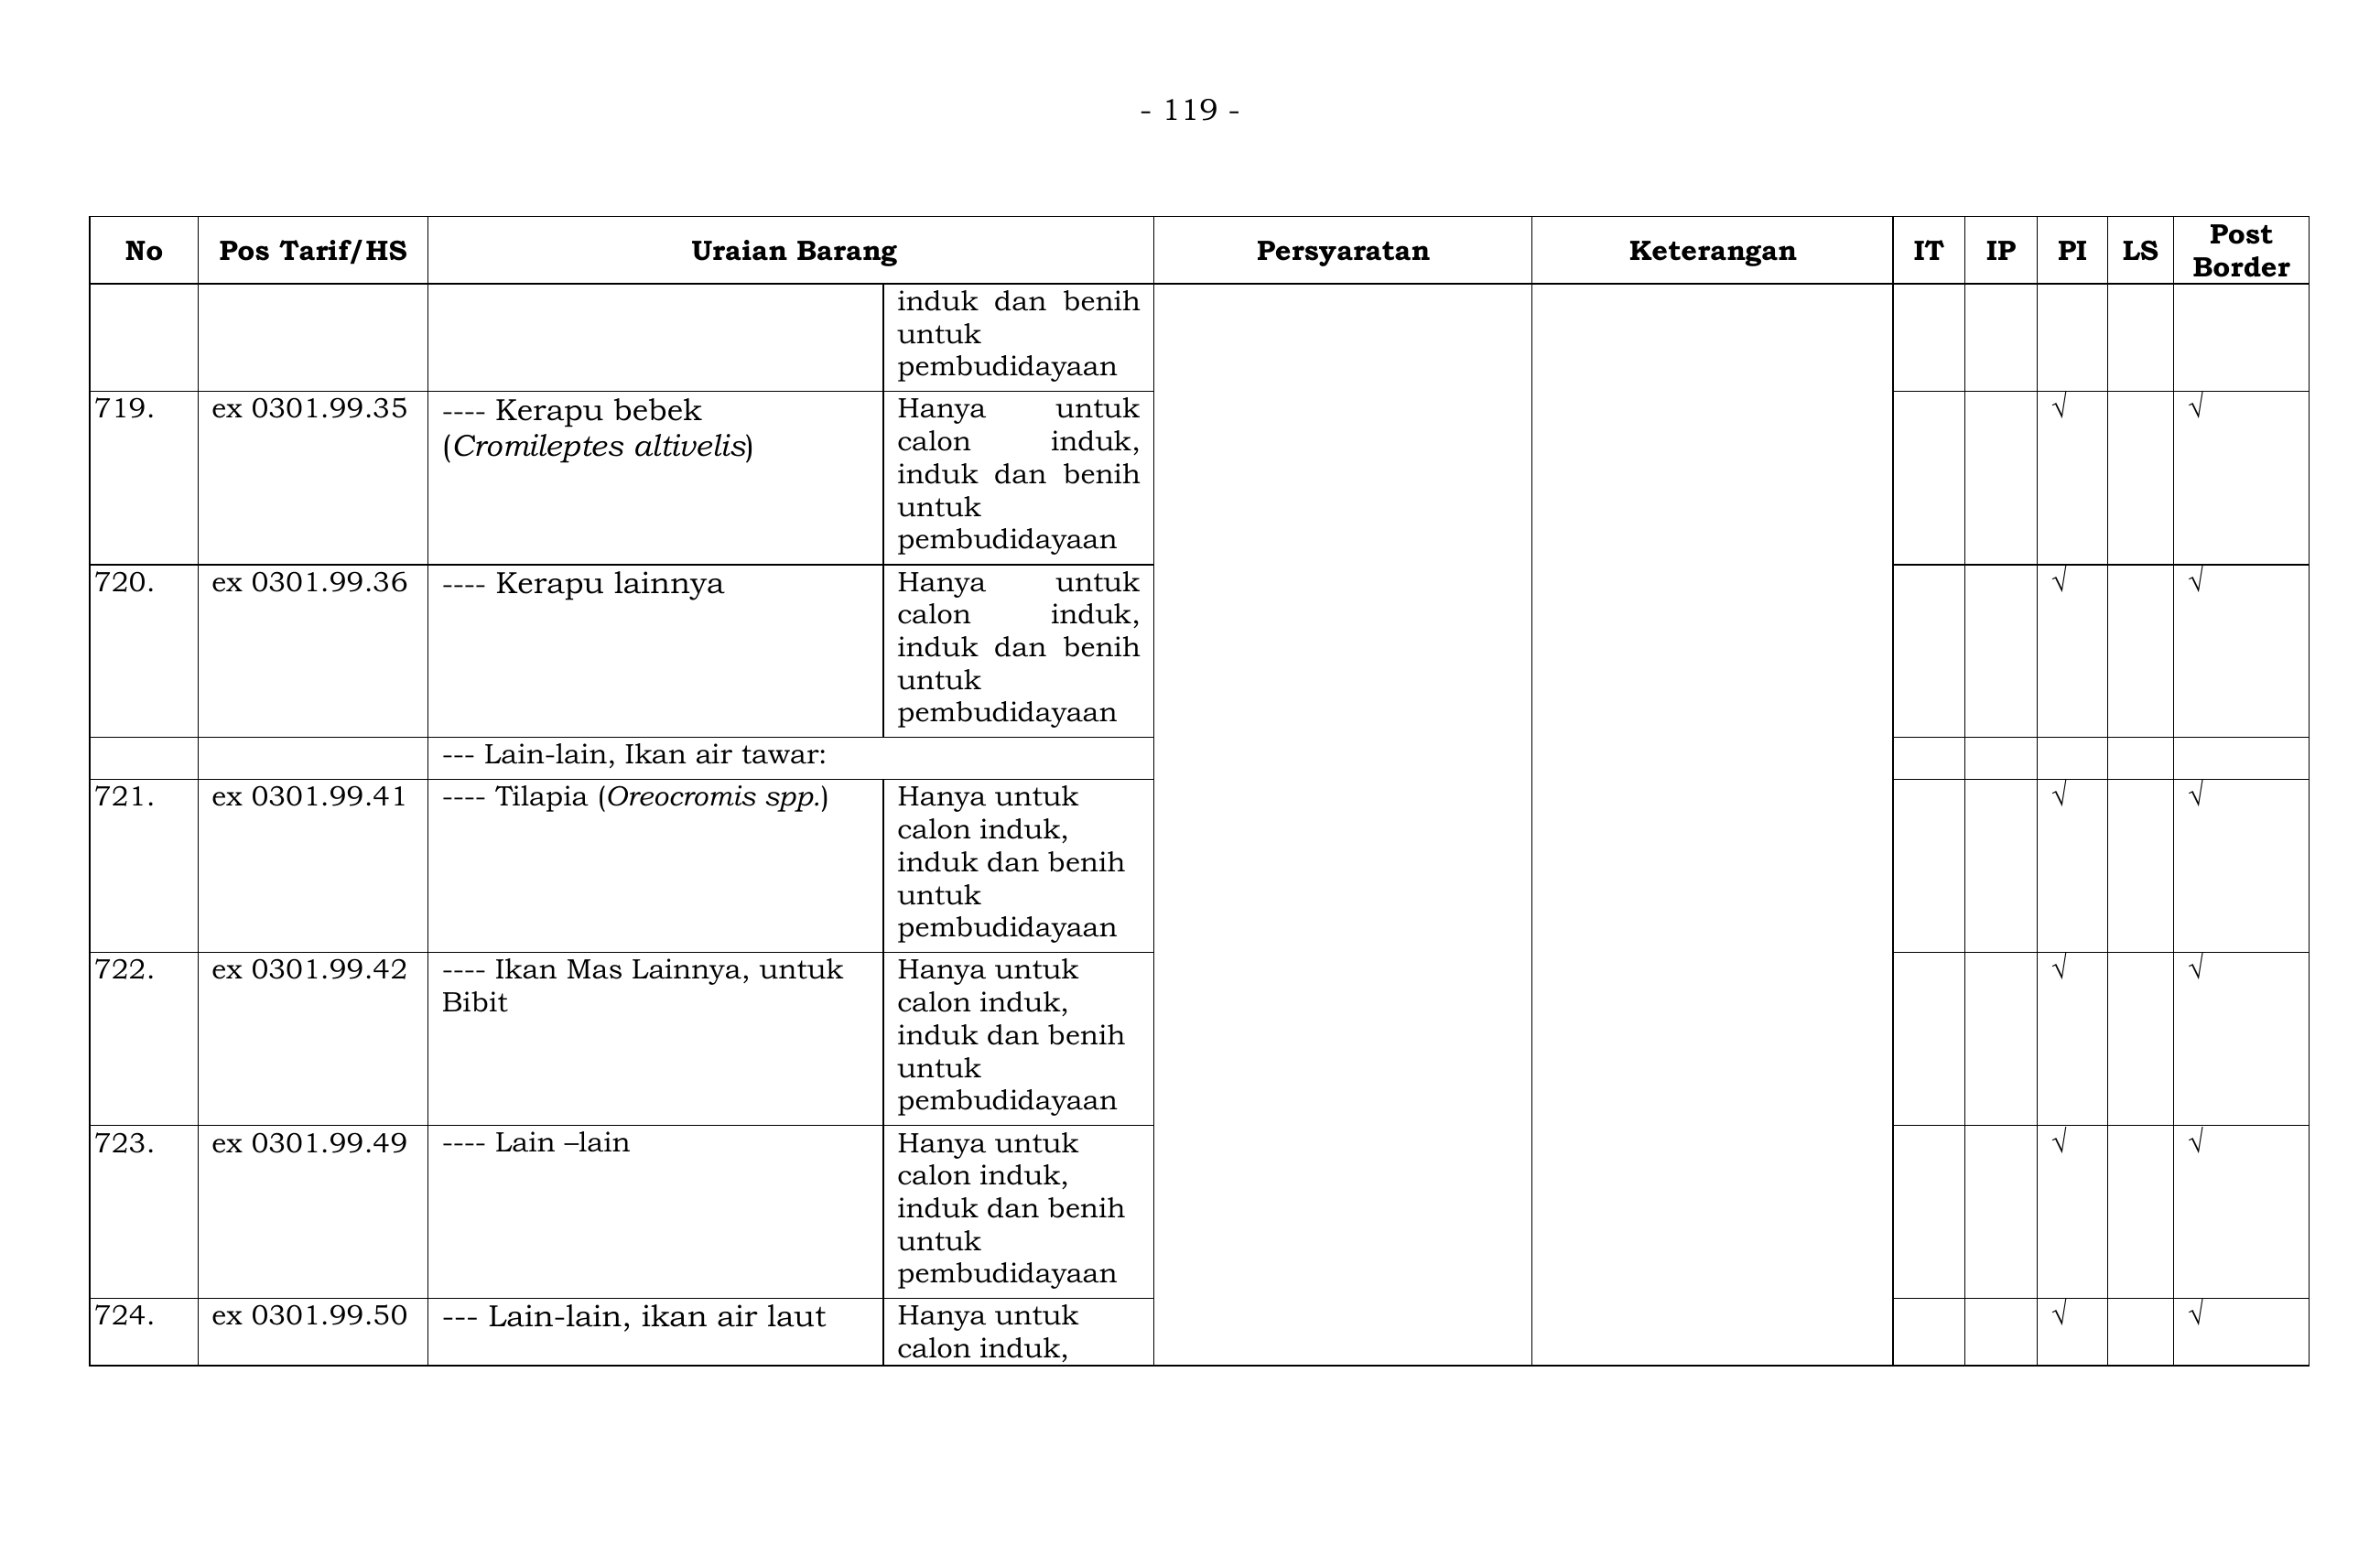 - 119 -
No Pos Tarif/HS Uraian Barang Persyaratan Keterangan IT IP PI LS Post Border
induk dan benih
untuk
pembudidayaan
719. ex 0301.99.35 ---- Kerapu bebek Hanya untuk √ √
(Cromileptes altivelis) calon induk,
induk dan benih
untuk
pembudidayaan
720. ex 0301.99.36 ---- Kerapu lainnya Hanya untuk √ √
calon induk,
induk dan benih
untuk
pembudidayaan
--- Lain-lain, Ikan air tawar:
721. ex 0301.99.41 ---- Tilapia (Oreocromis spp.) Hanya untuk √ √
calon induk,
induk dan benih
untuk
pembudidayaan
722. ex 0301.99.42 ---- Ikan Mas Lainnya, untuk Hanya untuk √ √
Bibit calon induk,
induk dan benih
untuk
pembudidayaan
723. ex 0301.99.49 ---- Lain –lain Hanya untuk √ √
calon induk,
induk dan benih
untuk
pembudidayaan
724. ex 0301.99.50 --- Lain-lain, ikan air laut Hanya untuk √ √
calon induk,